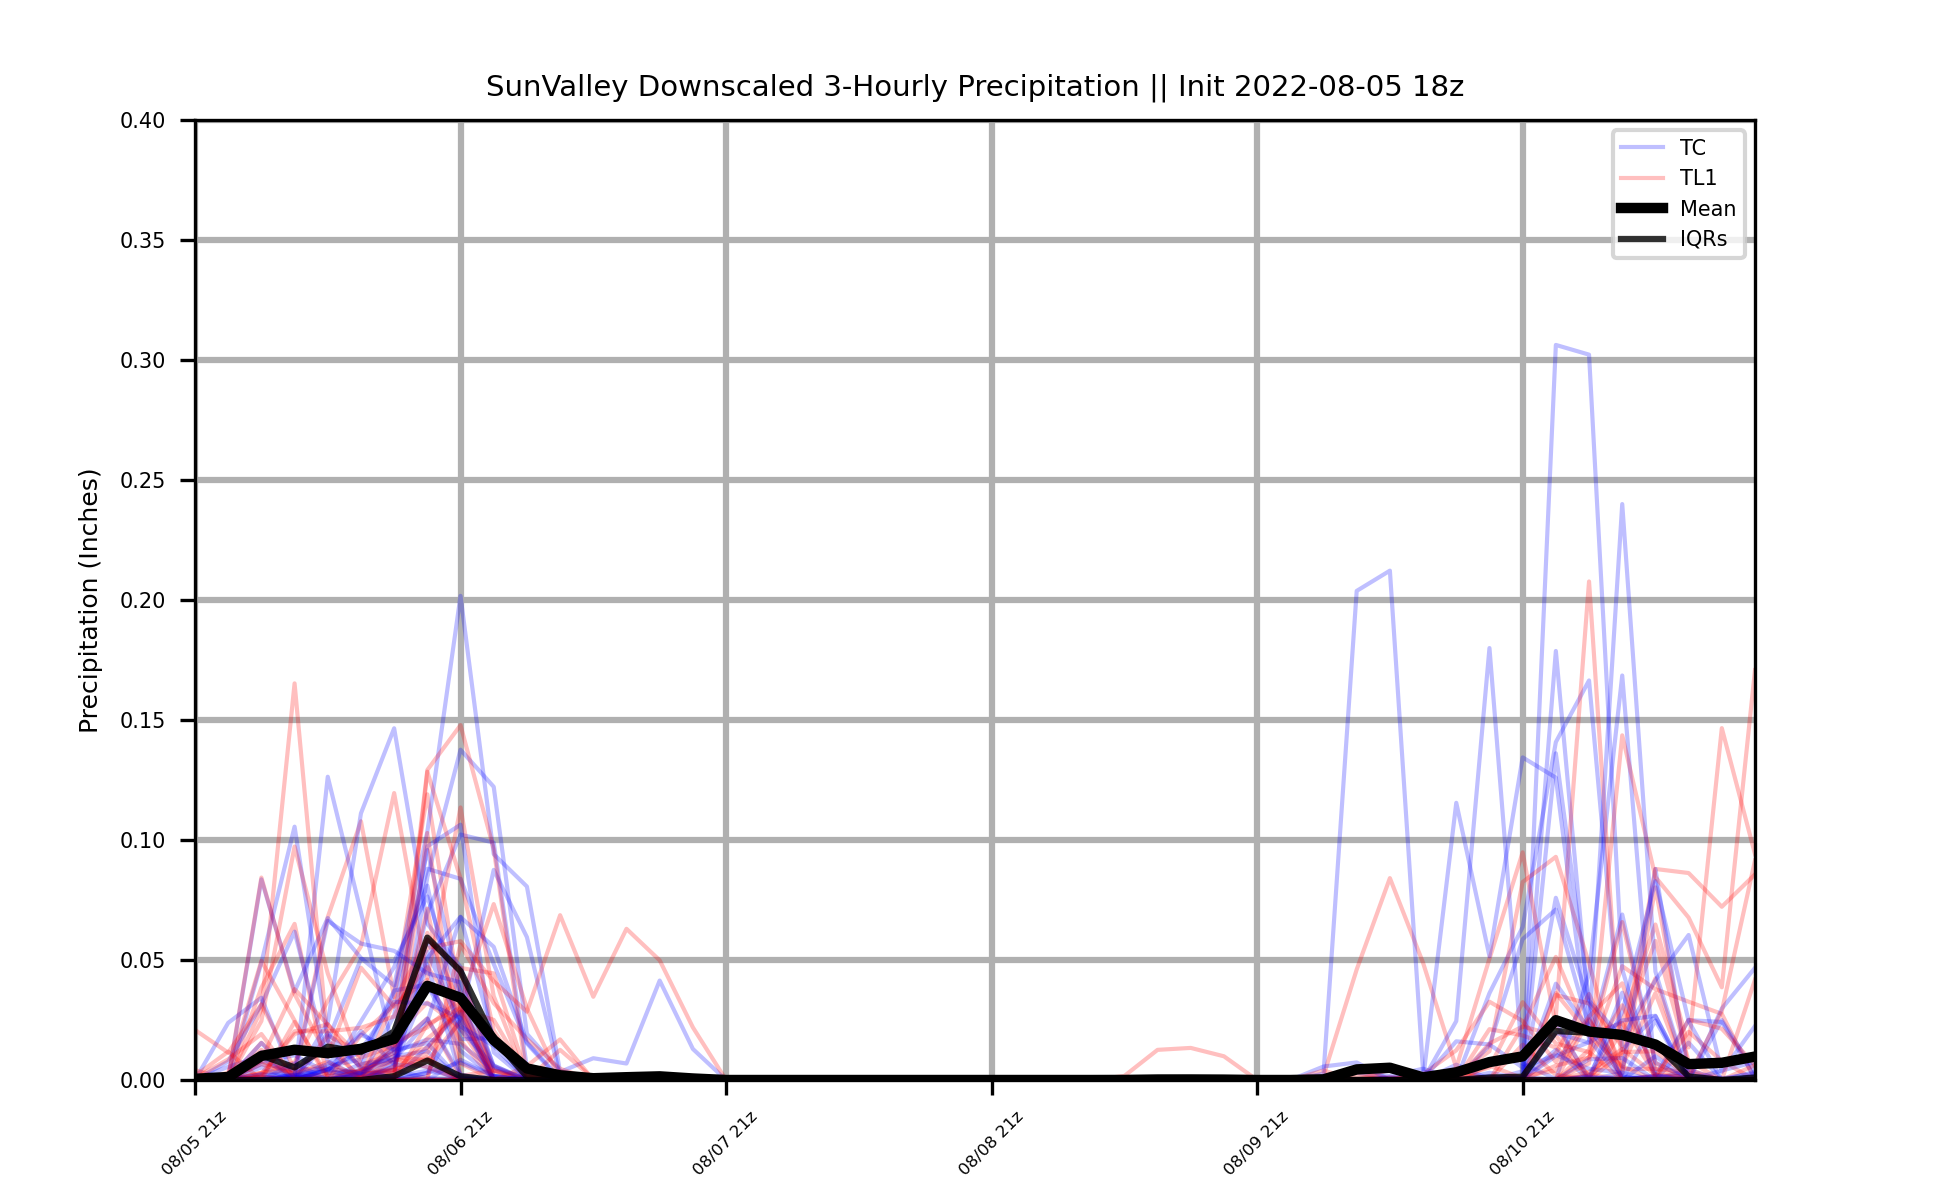 SunValley Downscaled 3-Hourly Precipitation || Init 2022-08-05 18z
TC
TL1
Mean
IQRs
Precipitation (Inches)
0.40
0.35
0.30
0.25
0.20
0.15
0.10
0.05
0.00
08/05 21z
08/06 21z
08/07 21z
08/08 21z
08/09 21z
08/10 21z